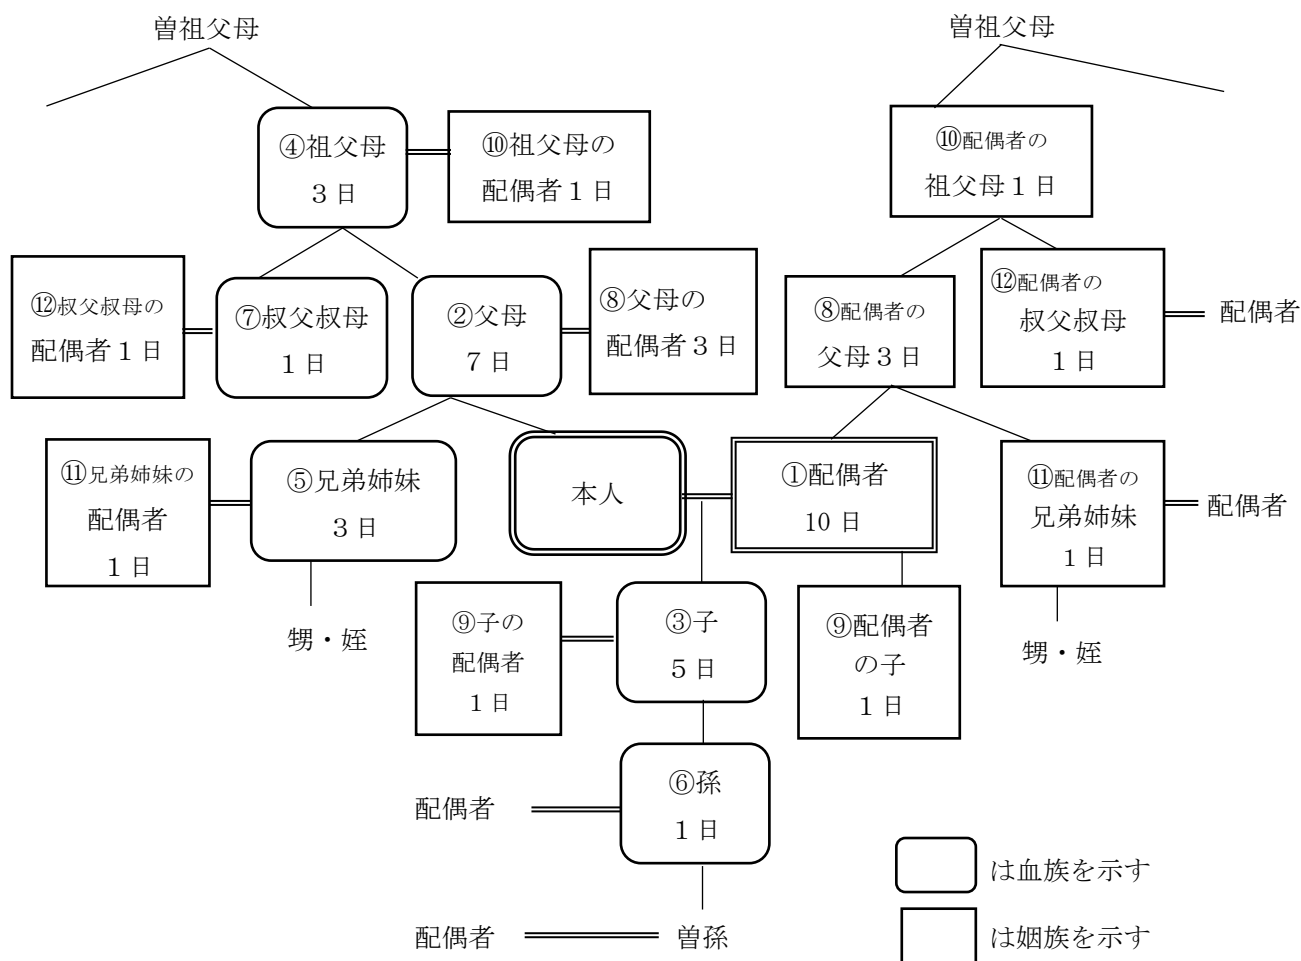 曽祖父母
曽祖父母
④祖父母
３日
⑩祖父母の
配偶者１日
⑩配偶者の
祖父母１日
⑫叔父叔母の
配偶者１日
⑦叔父叔母
１日
②父母
７日
⑧父母の
配偶者３日
⑧配偶者の
父母３日
⑫配偶者の
叔父叔母
１日
配偶者
⑪兄弟姉妹の
配偶者
１日
⑤兄弟姉妹
３日
本人
①配偶者
10 日
⑪配偶者の
兄弟姉妹
１日
配偶者
甥・姪
⑨子の
配偶者
１日
③子
５日
⑨配偶者
の子
１日
甥・姪
配偶者
⑥孫
１日
は血族を示す
配偶者
曽孫
は姻族を示す